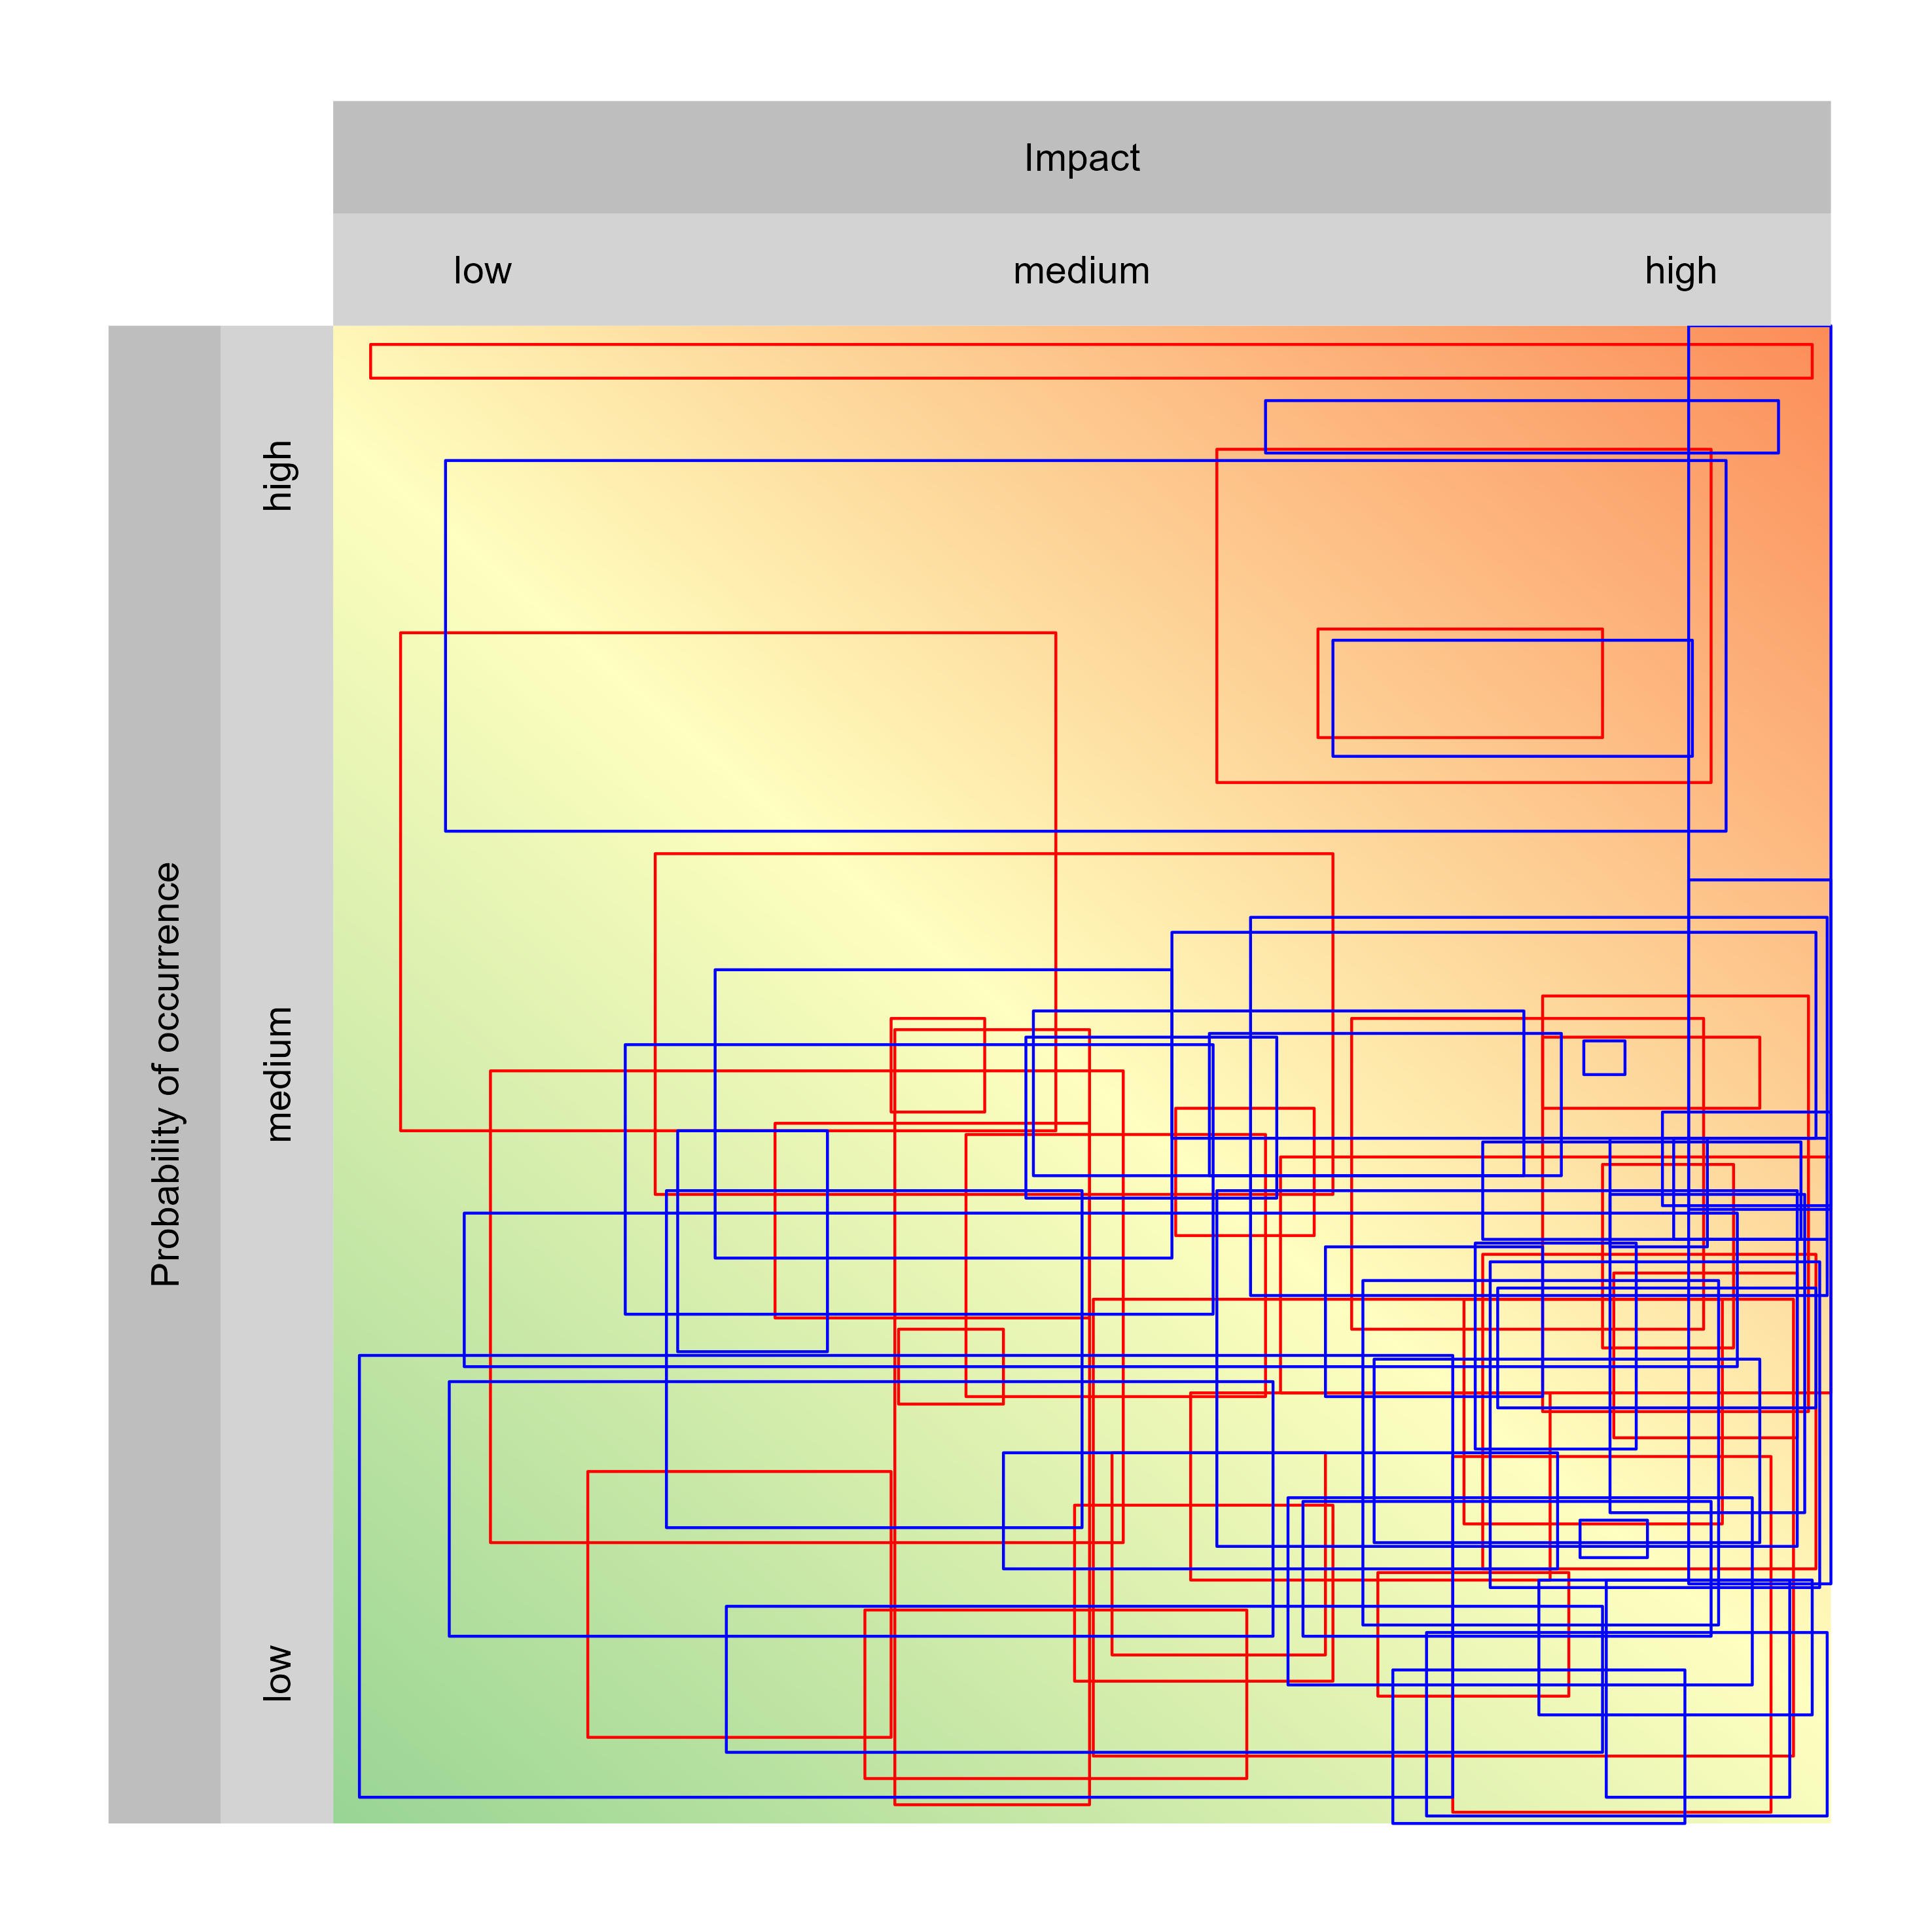 Impact
low medium high
Probability of occurrence
high
medium
low